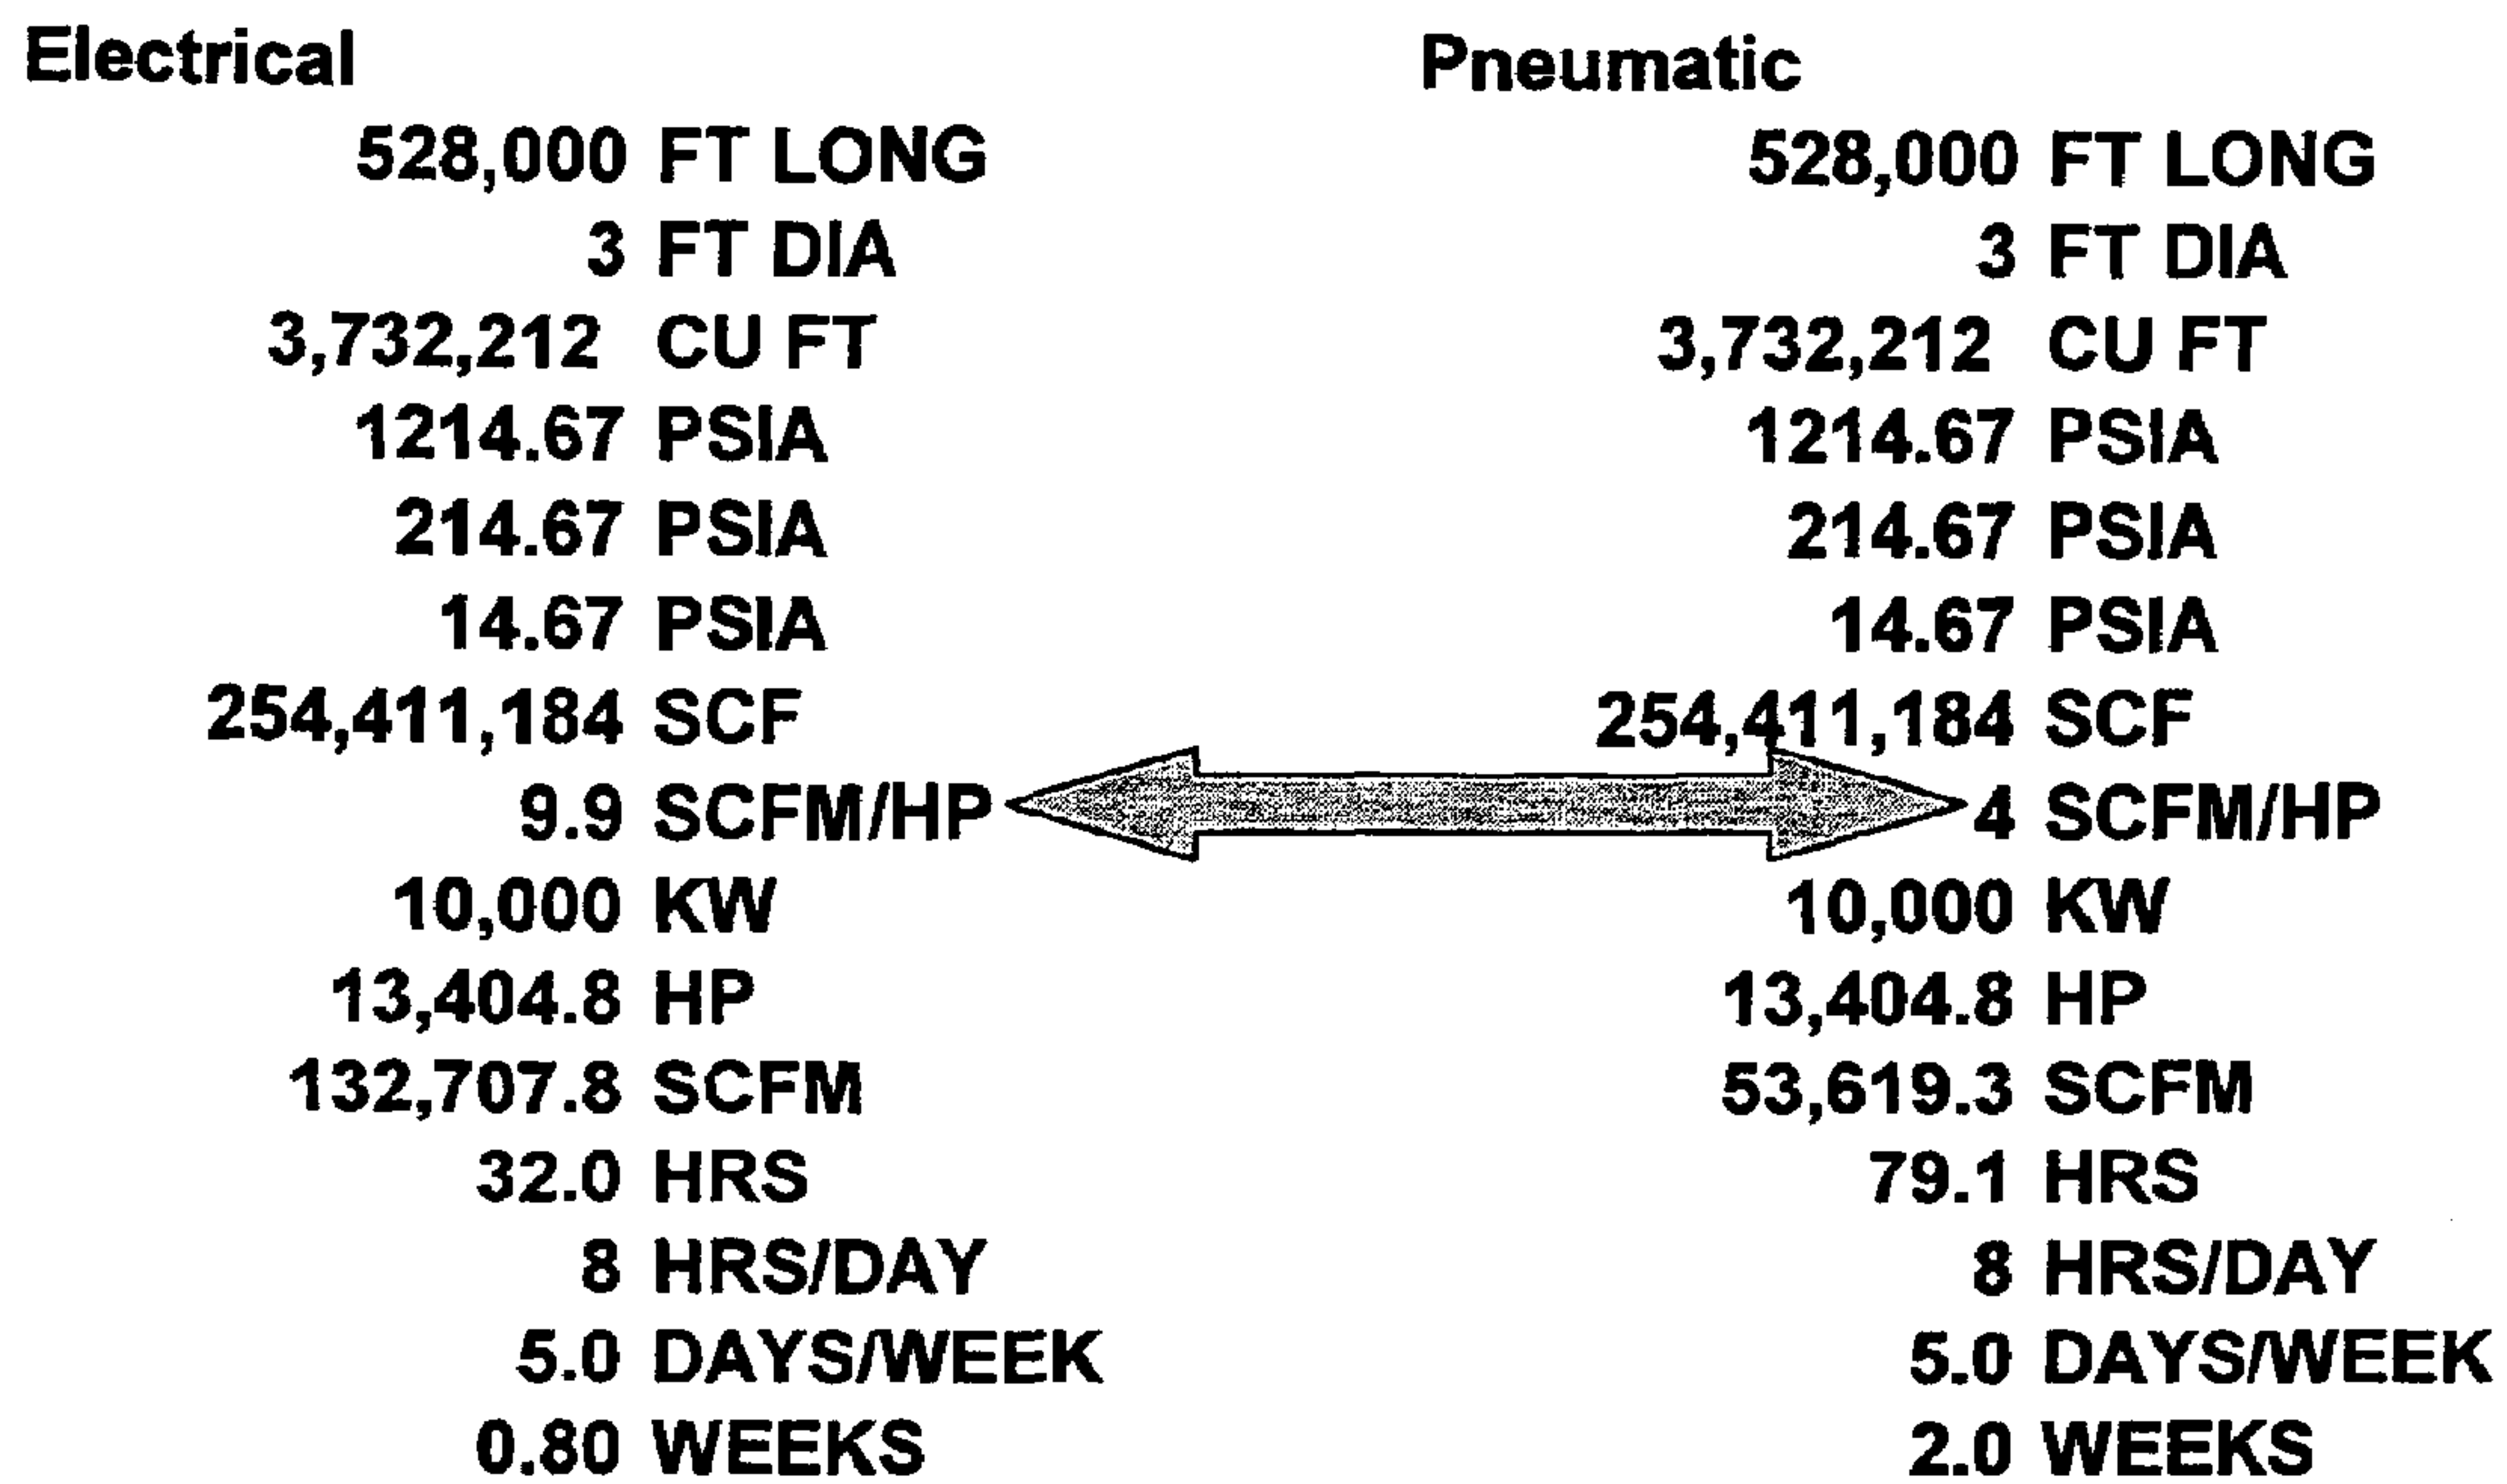 Electrical
528,000 FT LONG
3 FT DIA
3,732,212 CU FT
1214.67 PSIA
214.67 PSIA
14.67 PSIA
254,411,184 SCF
9.9 SCFM/HP
10,000 KW
13,404.8 HP
132,707.8 SCFM
32.0 HRS
8 HRS/DAY
5.0 DAYS/WEEK
0.80 WEEKS
Pneumatic
528,000 FT LONG
3 FT DIA
3,732,212 CU FT
1214.67 PSIA
214.67 PSIA
14.67 PSIA
254,411,184 SCF
4 SCFM/HP
10,000 KW
13,404.8 HP
53,619.3 SCFM
79.1 HRS
8 HRS/DAY
5.0 DAYS/WEEK
2.0 WEEKS